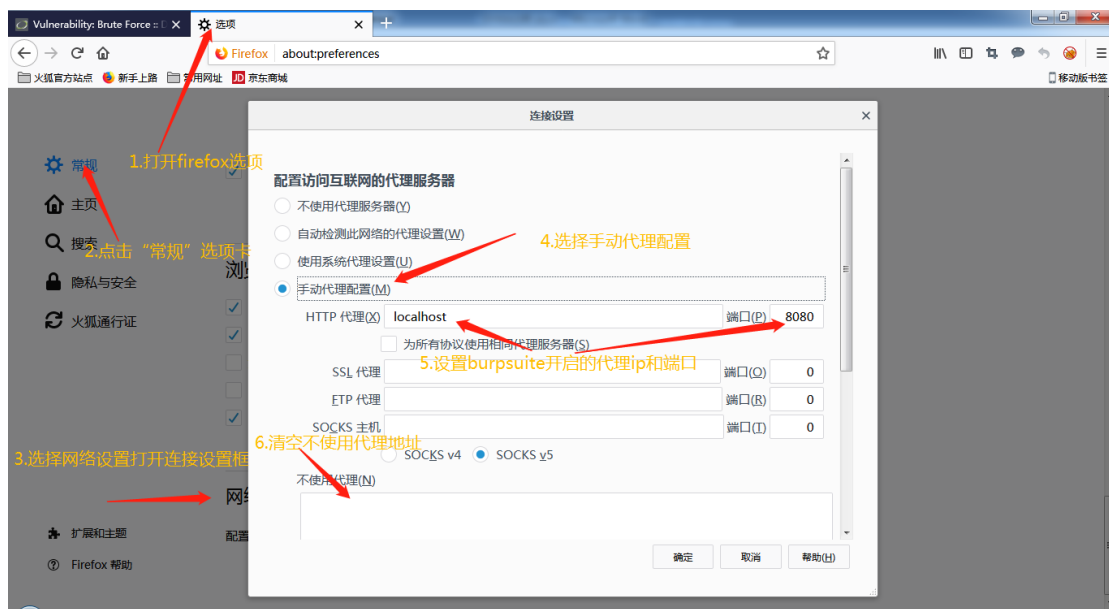 Vulnerability: Brute Force ::
选项
Firefox
about:preferences
火狐官方站点
新手上路
用网址
JD
京东商城
移动版书签
连接设置
常规
主页
搜索
隐私与安全
火狐通行证
扩展和主题
Firefox 帮助
1.打开firefox选项
2.点击“常规”选项卡
3.选择网络设置打开连接设置框
浏
网
配置
配置访问互联网的代理服务器
不使用代理服务器(Y)
自动检测此网络的代理设置(W)
4.选择手动代理配置
使用系统代理设置(U)
手动代理配置(M)
HTTP 代理(X) localhost 端口(P) 8080
为所有协议使用相同代理服务器(S)
5.设置burpsuite开启的代理ip和端口
SSL 代理 端口(O) 0
FTP 代理 端口(R) 0
SOCKS 主机 端口(T) 0
6.清空不使用代理地址
SOCKS v4 SOCKS v5
不使用代理(N)
确定 取消 帮助(H)